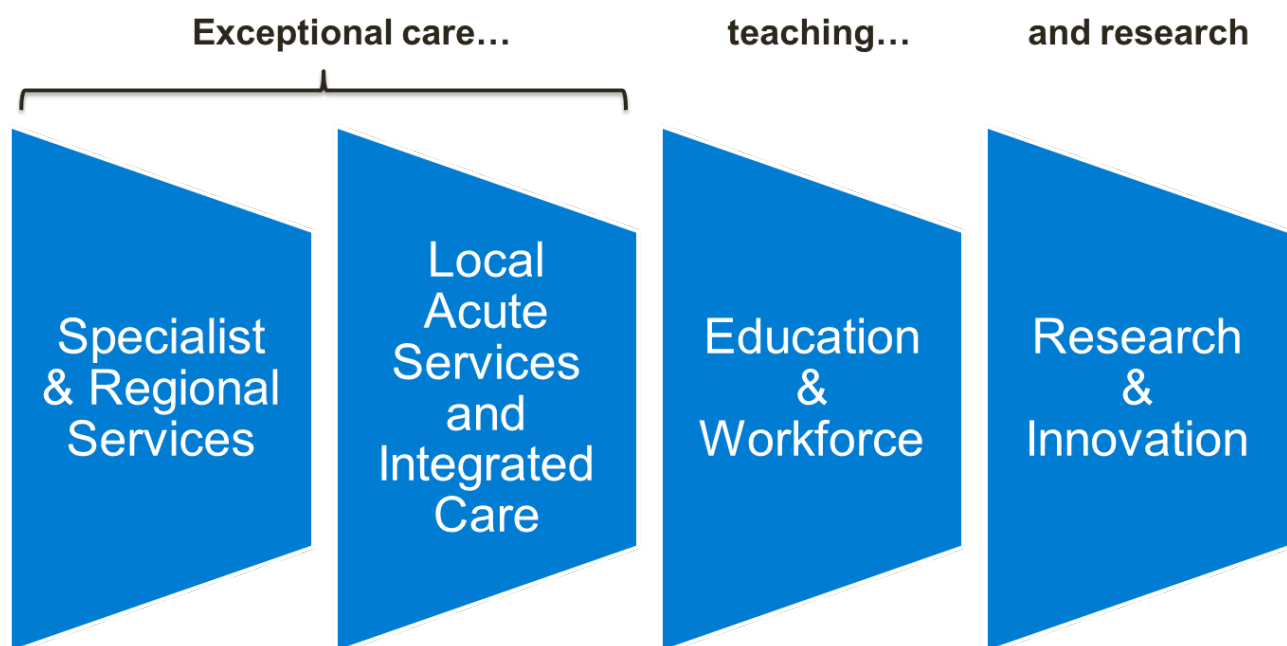 Exceptional care…
teaching…
and research
Specialist
& Regional
Services
Local
Acute
Services
and
Integrated
Care
Education
&
Workforce
Research
&
Innovation